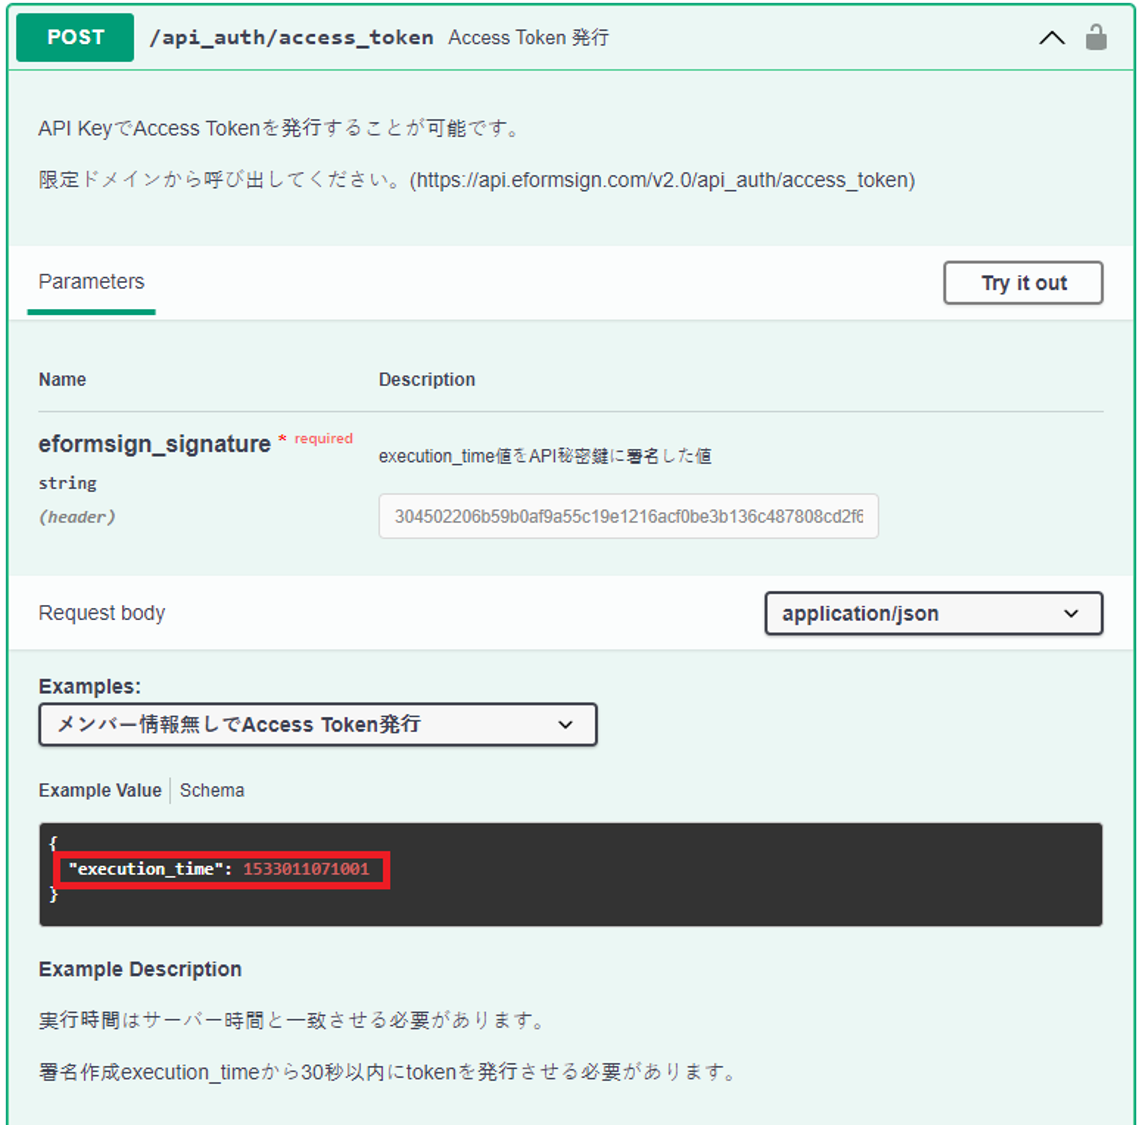 POST /api_auth/access_token Access Token 発行
API KeyでAccess Tokenを発行することが可能です。
限定ドメインから呼び出してください。(https://api.eformsign.com/v2.0/api_auth/access_token)
Parameters
Try it out
Name Description
eformsign_signature * required
string
(header)
execution_time値をAPI秘密鍵に署名した値
304502206b59b0af9a55c19e1216acf0be3b136c487808cd2f6
Request body
application/json
Examples:
メンバー情報無しでAccess Token発行
Example Value Schema
{
"execution_time": 1533011071001
}
Example Description
実行時間はサーバー時間と一致させる必要があります。
署名作成execution_timeから30秒以内にtokenを発行させる必要があります。